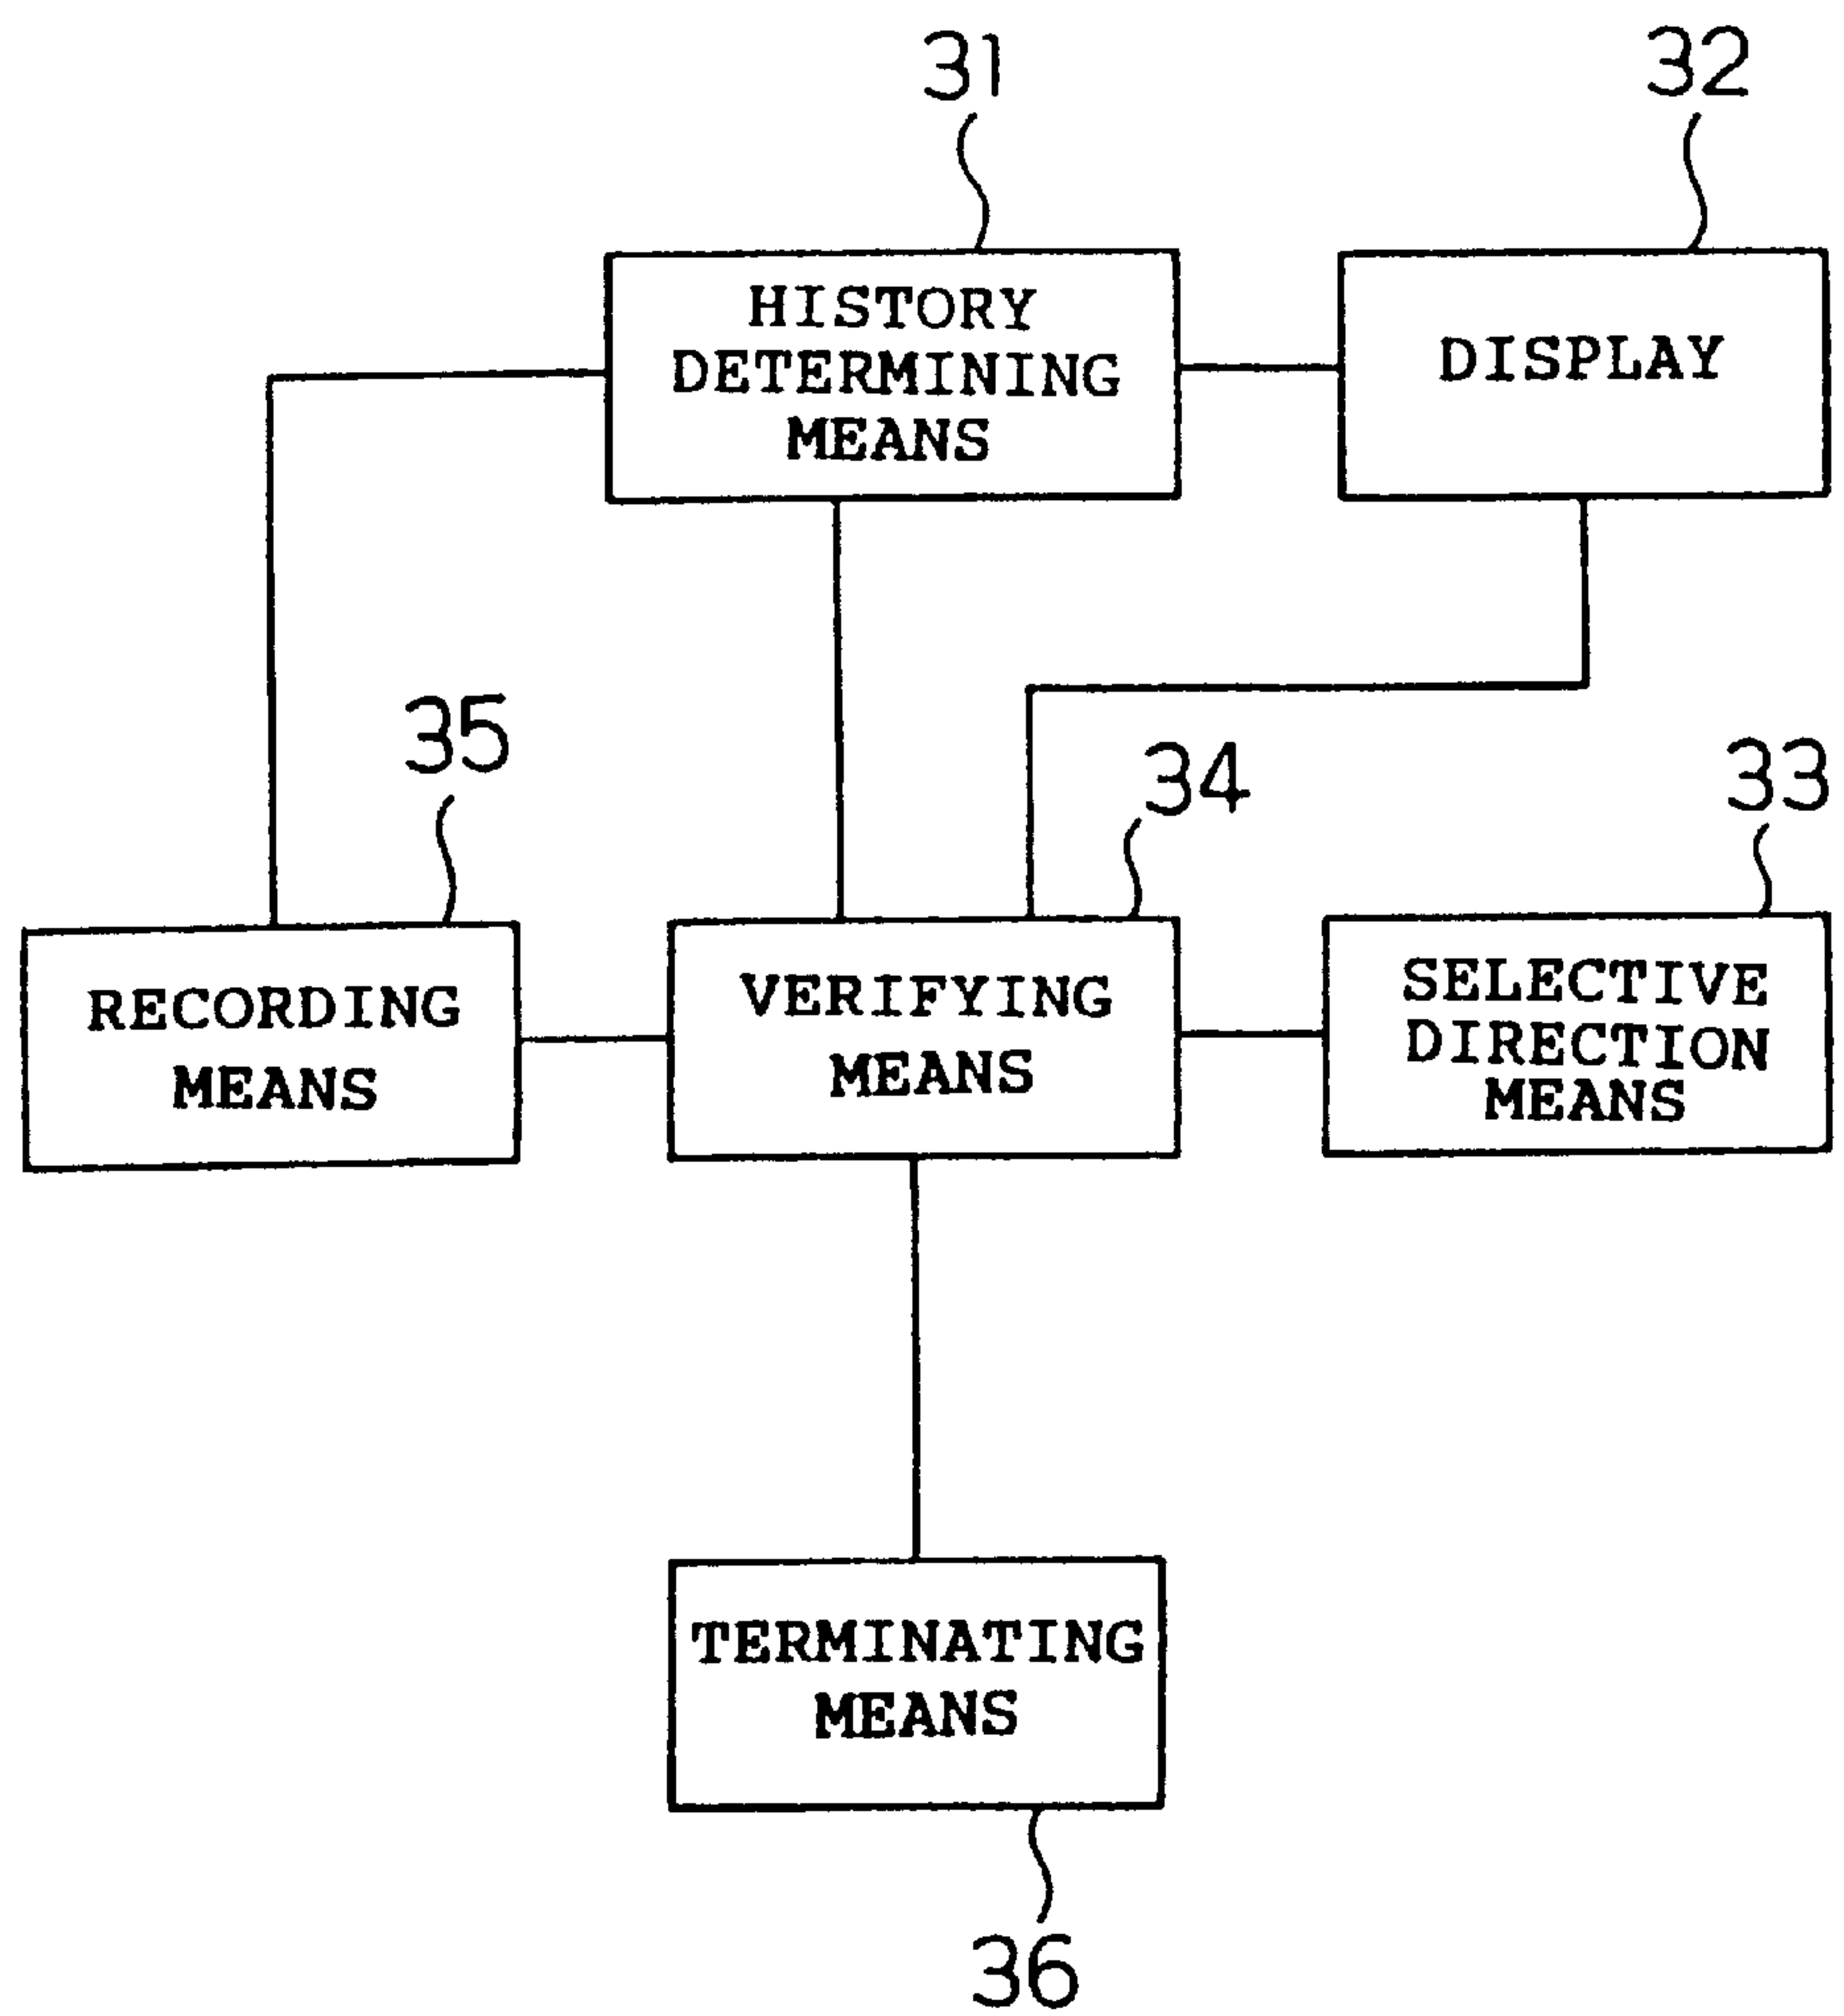 31
32
HISTORY
DETERMINING
MEANS
DISPLAY
35
34
33
RECORDING
MEANS
VERIFYING
MEANS
SELECTIVE
DIRECTION
MEANS
TERMINATING
MEANS
36